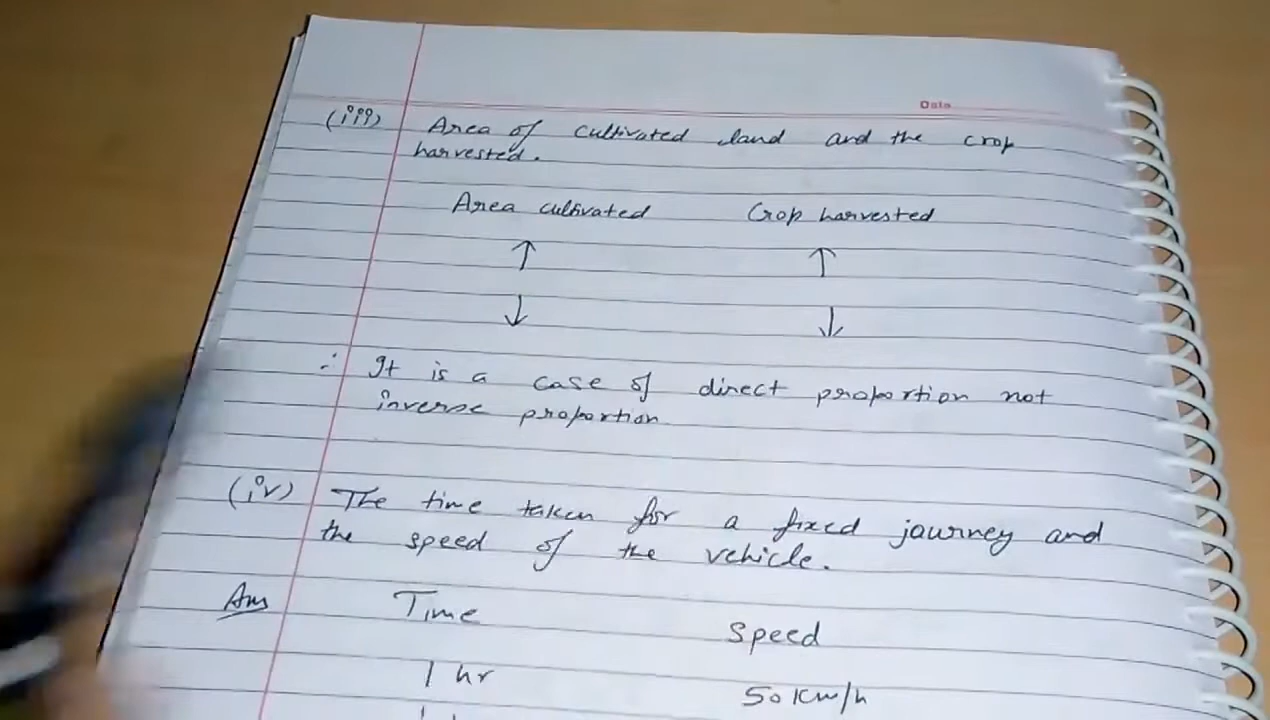 Date
(iii) Area of cultivated land and the crop
harvested.
Area cultivated Crop harvested
↑ ↑
↓ ↓
∴ It is a case of direct proportion not
inverse proportion
(iv) The time taken for a fixed journey and
the speed of the vehicle.
Ans Time Speed
1 hr 50 km/h